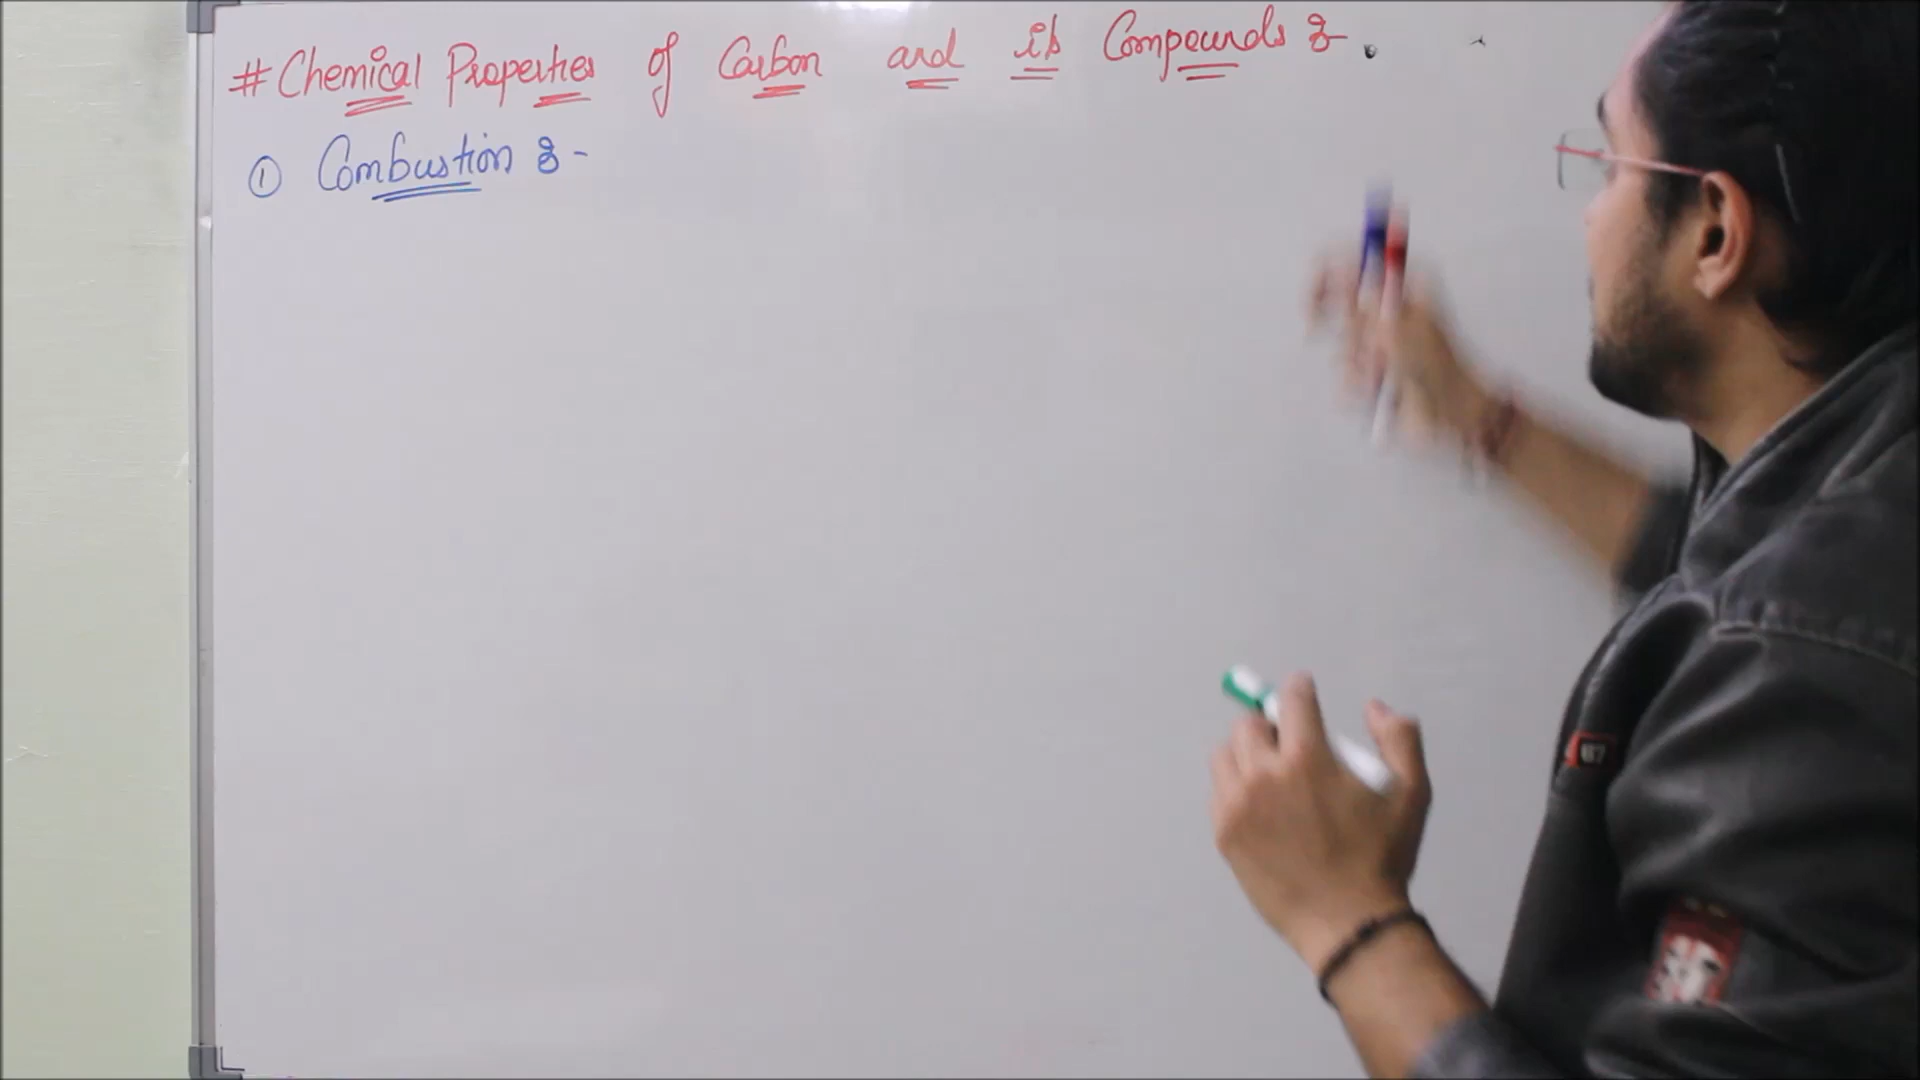 # Chemical Properties of Carbon and its Compounds :-
① Combustion :-